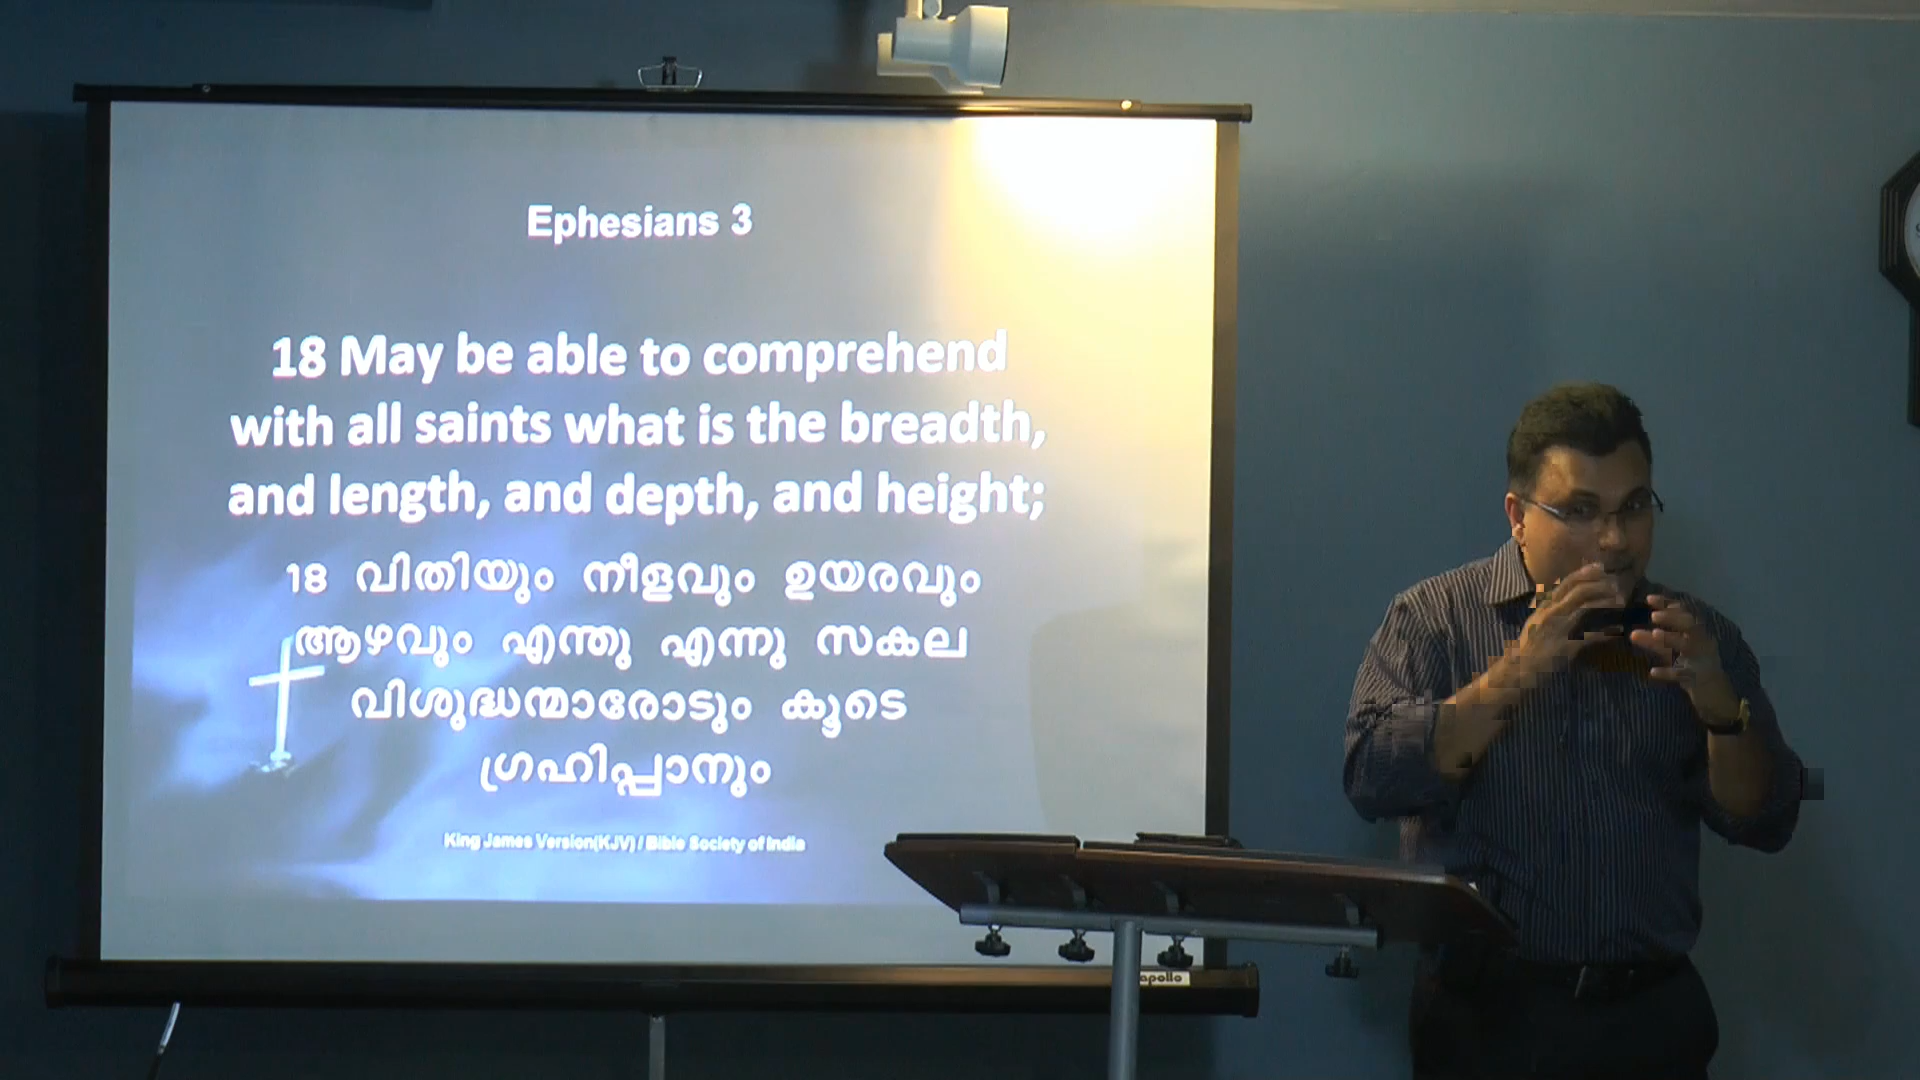 Ephesians 3
18 May be able to comprehend
with all saints what is the breadth,
and length, and depth, and height;
18 വിതിയും നീളവും ഉയരവും
ആഴവും എന്തു എന്നു സകല
വിശുദ്ധന്മാരോടും കൂടെ
ഗ്രഹിപ്പാനും
King James Version(KJV) / Bible Society of India
apollo